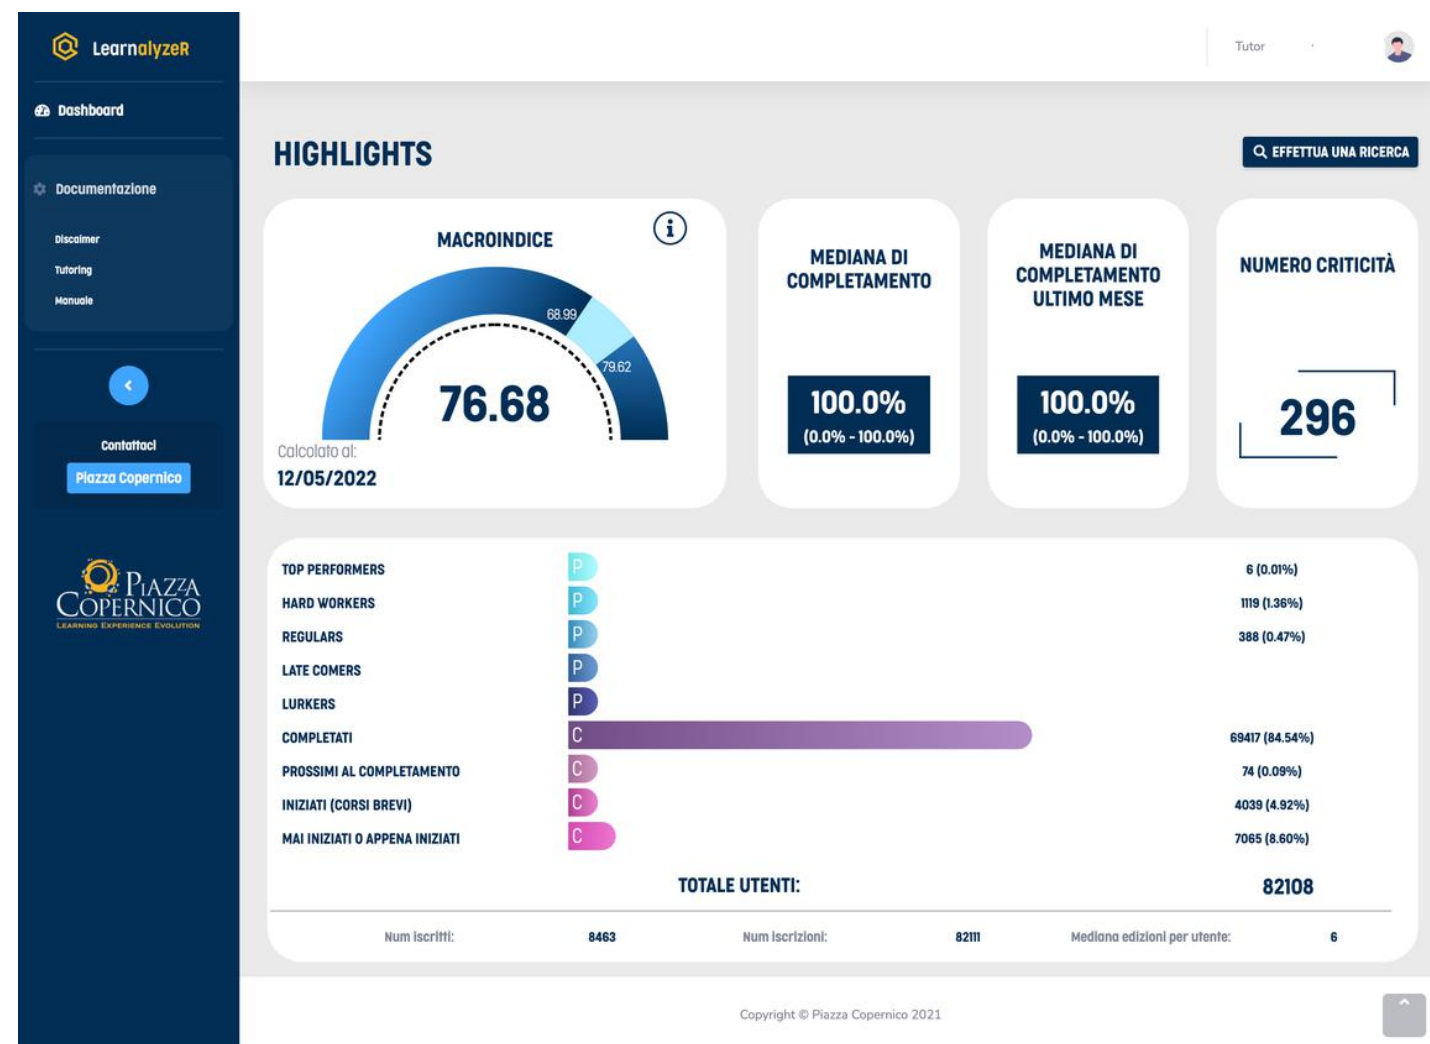 LearnalyzeR
Tutor
Dashboard
HIGHLIGHTS
EFFETTUA UNA RICERCA
Documentazione
Discaimer
Tutoring
Manuale
Contattaci
Piazza Copernico
PIAZZA
COPERNICO
LEARNING EXPERIENCE EVOLUTION
MACROINDICE
i
68.99
79.62
76.68
Calcolato al:
12/05/2022
MEDIANA DI
COMPLETAMENTO
100.0%
(0.0% - 100.0%)
MEDIANA DI
COMPLETAMENTO
ULTIMO MESE
100.0%
(0.0% - 100.0%)
NUMERO CRITICITÀ
296
TOP PERFORMERS P 6 (0.01%)
HARD WORKERS P 1119 (1.36%)
REGULARS P 388 (0.47%)
LATE COMERS P
LURKERS P
COMPLETATI C 69417 (84.54%)
PROSSIMI AL COMPLETAMENTO C 74 (0.09%)
INIZIATI (CORSI BREVI) C 4039 (4.92%)
MAI INIZIATI O APPENA INIZIATI C 7065 (8.60%)
TOTALE UTENTI: 82108
Num iscritti: 8463 Num iscrizioni: 82111 Mediana edizioni per utente: 6
Copyright © Piazza Copernico 2021